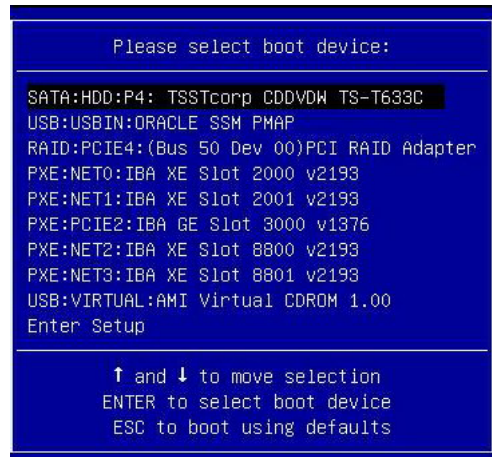 Please select boot device:
SATA:HDD:P4: TSSTcorp CDDVDW TS-T633C
USB:USBIN:ORACLE SSM PMAP
RAID:PCIE4:(Bus 50 Dev 00)PCI RAID Adapter
PXE:NET0:IBA XE Slot 2000 v2193
PXE:NET1:IBA XE Slot 2001 v2193
PXE:PCIE2:IBA GE Slot 3000 v1376
PXE:NET2:IBA XE Slot 8800 v2193
PXE:NET3:IBA XE Slot 8801 v2193
USB:VIRTUAL:AMI Virtual CDROM 1.00
Enter Setup
↑ and ↓ to move selection
ENTER to select boot device
ESC to boot using defaults